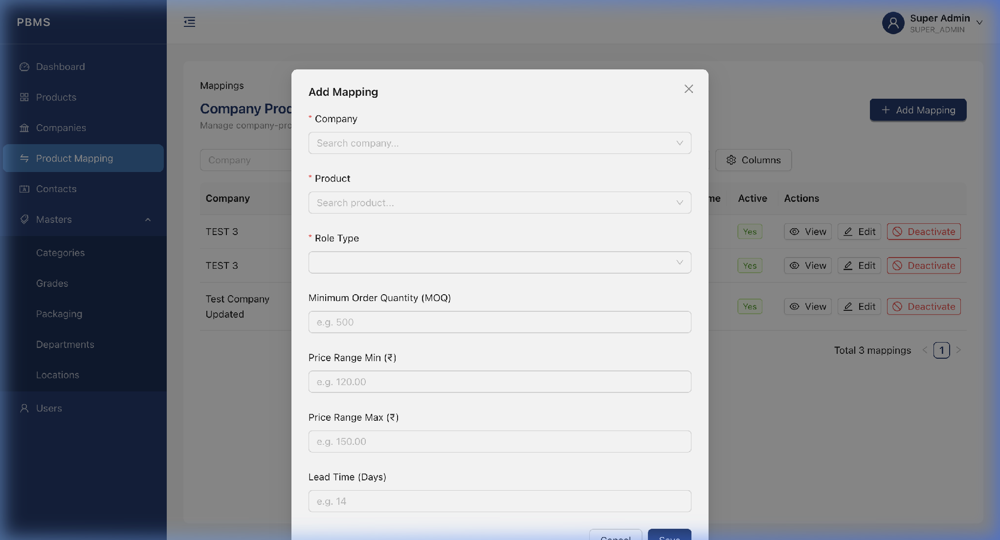 PBMS
Super Admin
SUPER_ADMIN
Dashboard
Products
Companies
Product Mapping
Contacts
Masters
Categories
Grades
Packaging
Departments
Locations
Users
Mappings
Company Prod
Manage company-pro
+ Add Mapping
Company
Columns
Company
me
Active
Actions
TEST 3
Yes
View
Edit
Deactivate
TEST 3
Yes
View
Edit
Deactivate
Test Company
Updated
Yes
View
Edit
Deactivate
Total 3 mappings
< 1 >
Add Mapping
* Company
Search company...
* Product
Search product...
* Role Type
Minimum Order Quantity (MOQ)
e.g. 500
Price Range Min (₹)
e.g. 120.00
Price Range Max (₹)
e.g. 150.00
Lead Time (Days)
e.g. 14
Cancel
Save